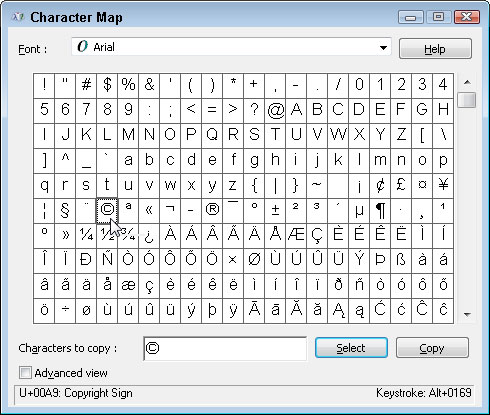 Character Map
Font : O Arial Help
! " # $ % & ' ( ) * + , - . / 0 1 2 3 4
5 6 7 8 9 : ; < = > ? @ A B C D E F G H
I J K L M N O P Q R S T U V W X Y Z [ \
] ^ _ ` a b c d e f g h i j k l m n o p
q r s t u v w x y z { | } ~ ¡ ¢ £ ¤ ¥
¦ § ¨ © ª « ¬ - ® ¯ ° ± ² ³ ´ µ ¶ · ¸ ¹
º » ¼ ½ ¾ ¿ À Á Â Ã Ä Å Æ Ç È É Ê Ë Ì Í
Î Ï Ð Ñ Ò Ó Ô Õ Ö × Ø Ù Ú Û Ü Ý Þ ß à á
â ã ä å æ ç è é ê ë ì í î ï ð ñ ò ó ô õ
ö ÷ ø ù ú û ü ý þ ÿ Ā ā Ă ă Ą ą Ć ć Ĉ ĉ
Characters to copy : © Select Copy
Advanced view
U+00A9: Copyright Sign Keystroke: Alt+0169